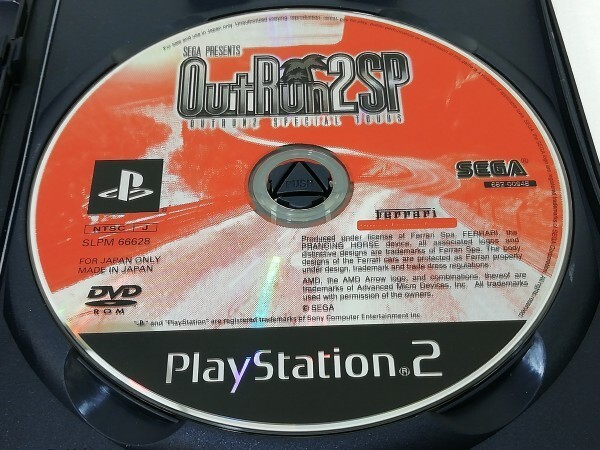 SEGA PRESENTS
OutRun2SP
OUTRUN2 SPECIAL TOURS
NTSC J
SLPM 66628
FOR JAPAN ONLY
MADE IN JAPAN
DVD
ROM
PUSH
SEGA
Ferrari
Produced under license of Ferrari Spa. FERRARI, the
PRANCING HORSE device, all associated logos and
distinctive designs are trademarks of Ferrari Spa. The body
designs of the Ferrari cars are protected as Ferrari property
under design, trademark and trade dress regulations.
AMD, the AMD Arrow logo, and combinations, thereof are
trademarks of Advanced Micro Devices, Inc. All trademarks
used with permission of the owners.
© SEGA
and "PlayStation" are registered trademarks of Sony Computer Entertainment Inc.
PlayStation®2